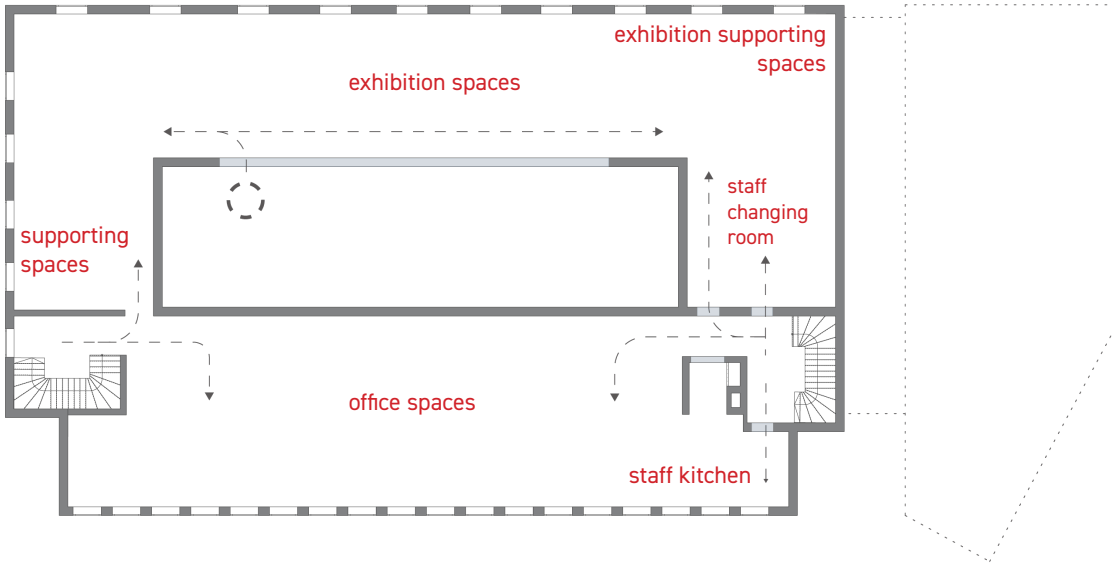 exhibition supporting
spaces
exhibition spaces
staff
changing
room
supporting
spaces
office spaces
staff kitchen